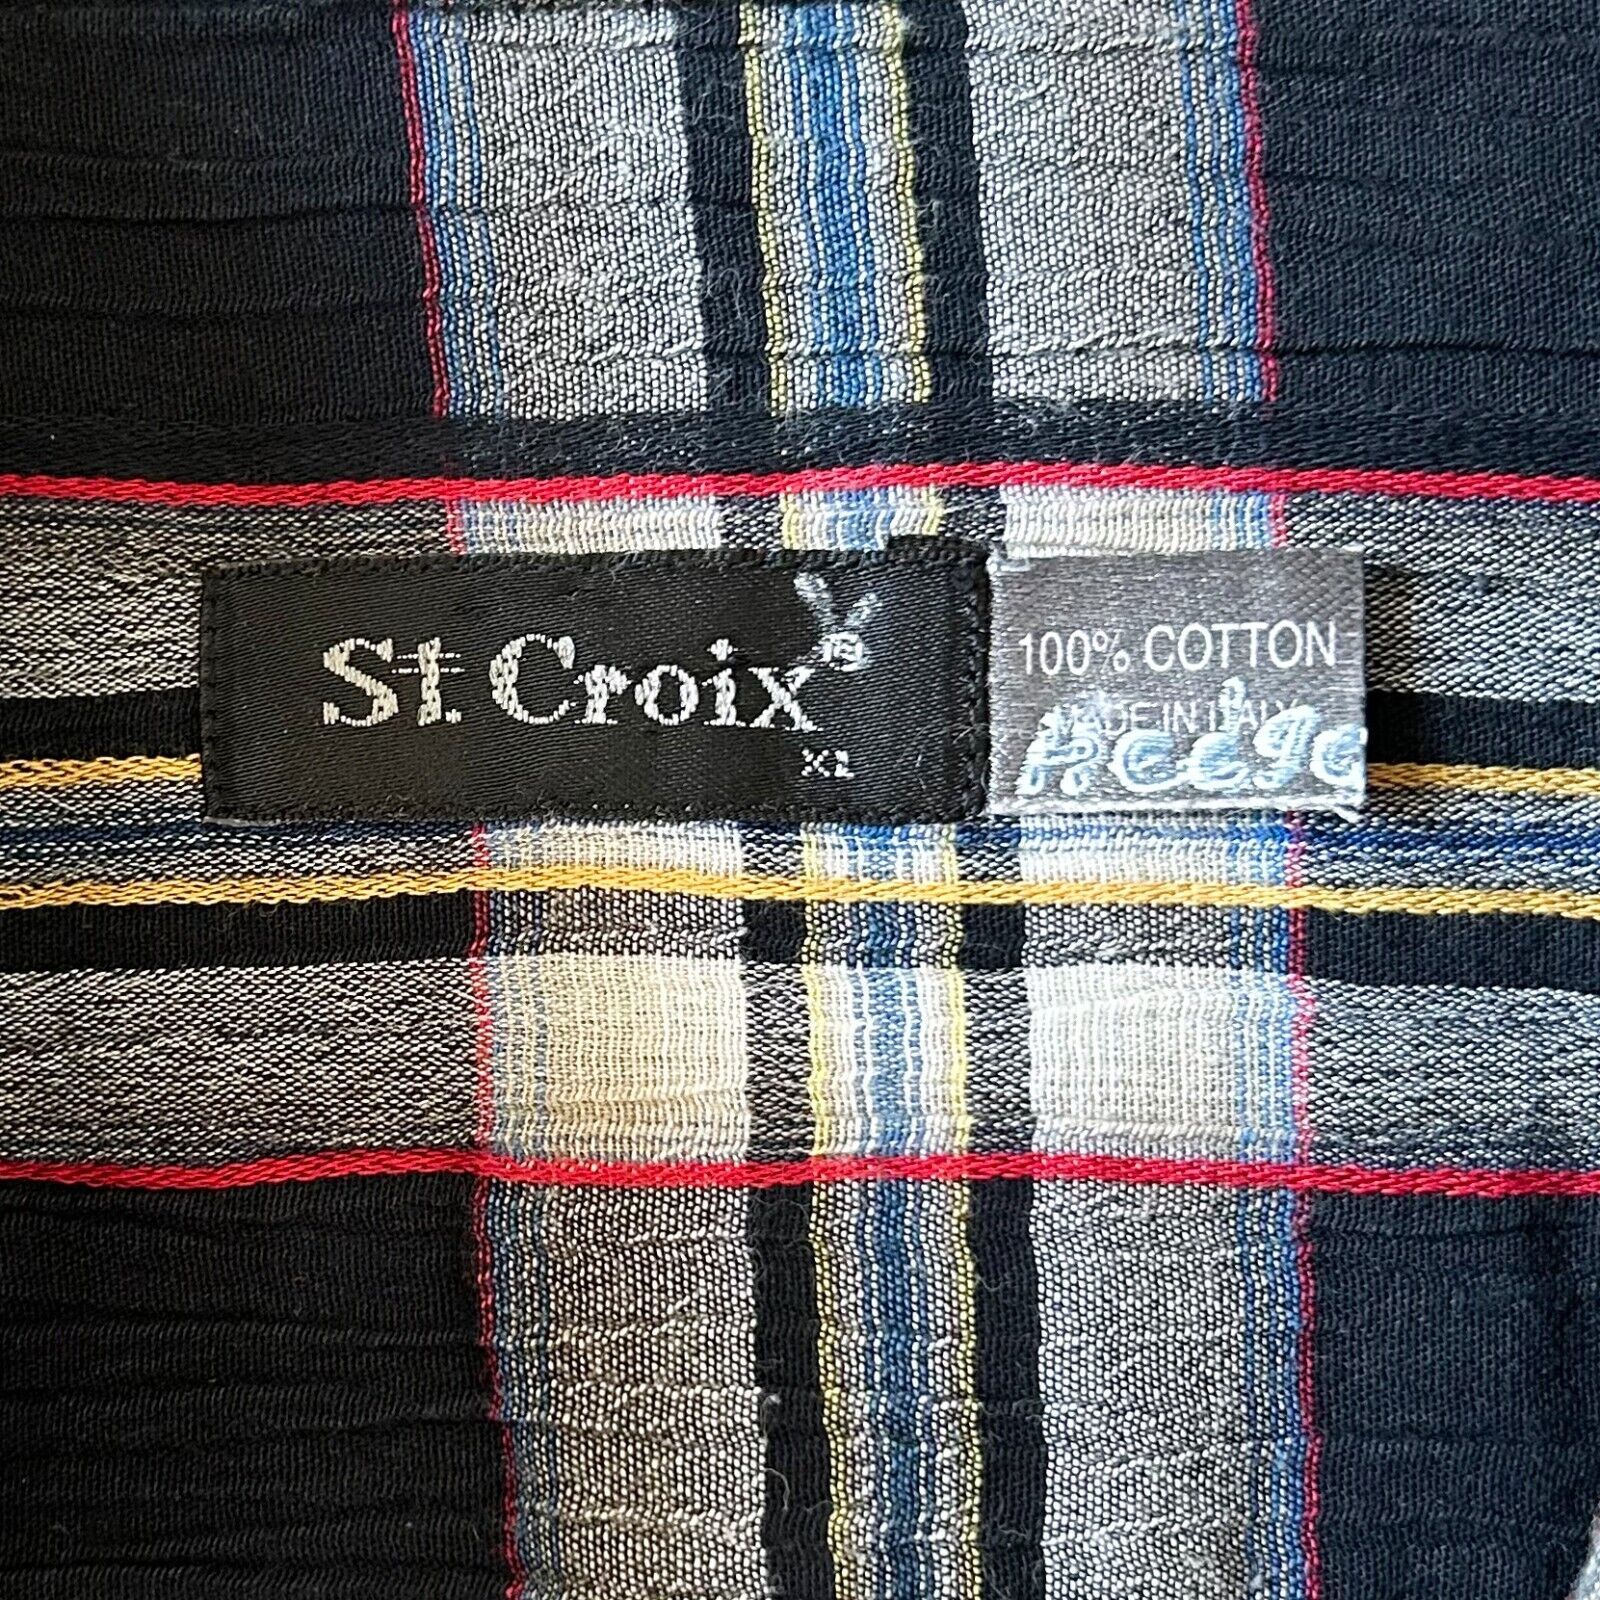 St. Croix®
XL
100% COTTON
MADE IN ITALY